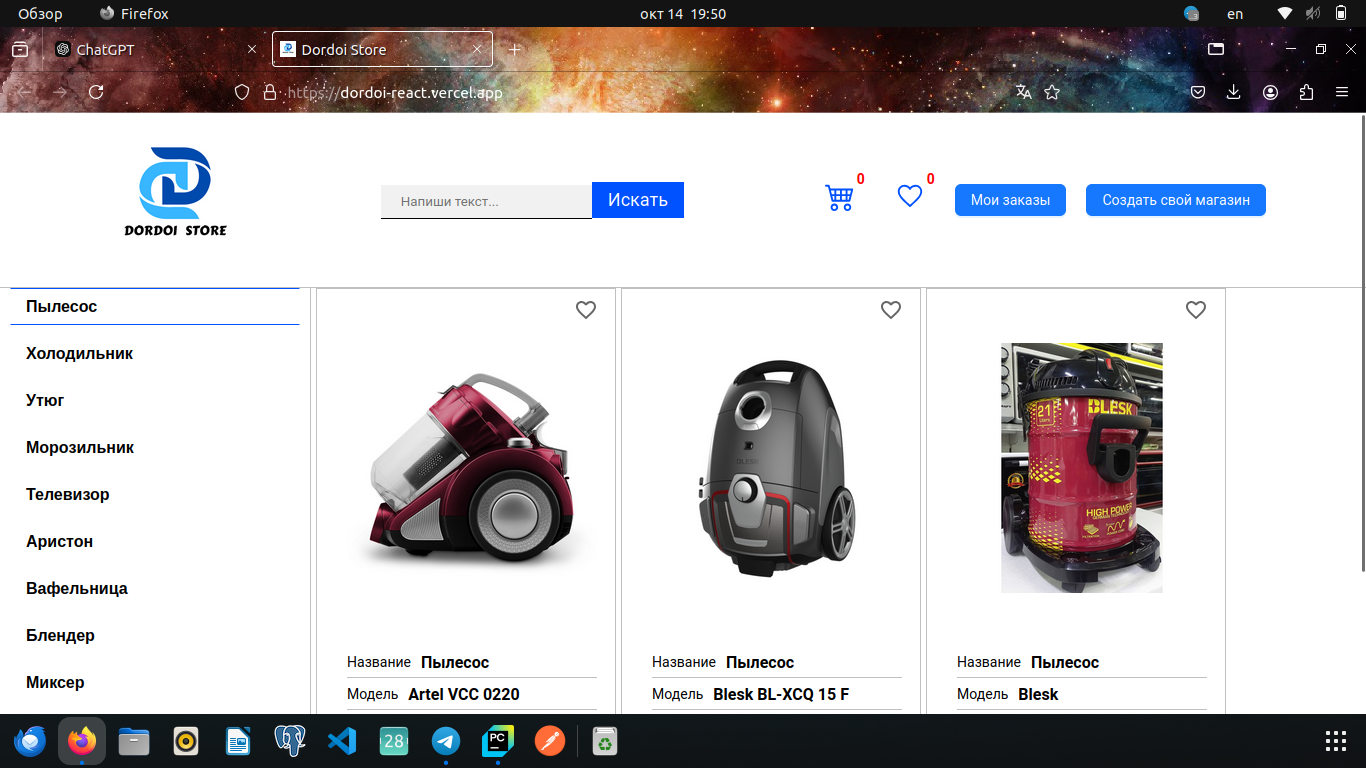 Обзор Firefox окт 14 19:50 en
ChatGPT Dordoi Store
https://dordoi-react.vercel.app
DORDOI STORE
Напиши текст... Искать 0 0 Мои заказы Создать свой магазин
Пылесос
Холодильник
Утюг
Морозильник
Телевизор
Аристон
Вафельница
Блендер
Миксер
BLESK
21
BLESK
HIGH POWER
Название Пылесос
Модель Artel VCC 0220
Название Пылесос
Модель Blesk BL-XCQ 15 F
Название Пылесос
Модель Blesk
28
PC